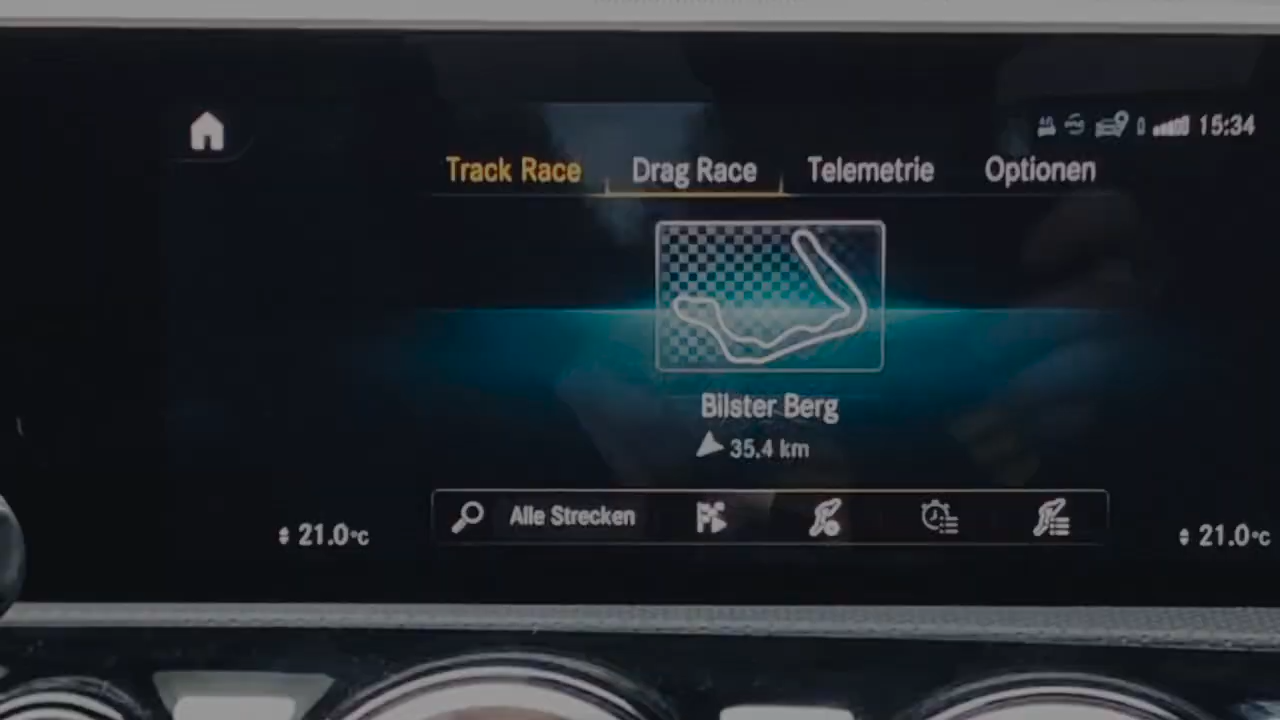 15:34
Track Race Drag Race Telemetrie Optionen
Bilster Berg
35,4 km
Alle Strecken
21.0°C
21.0°C